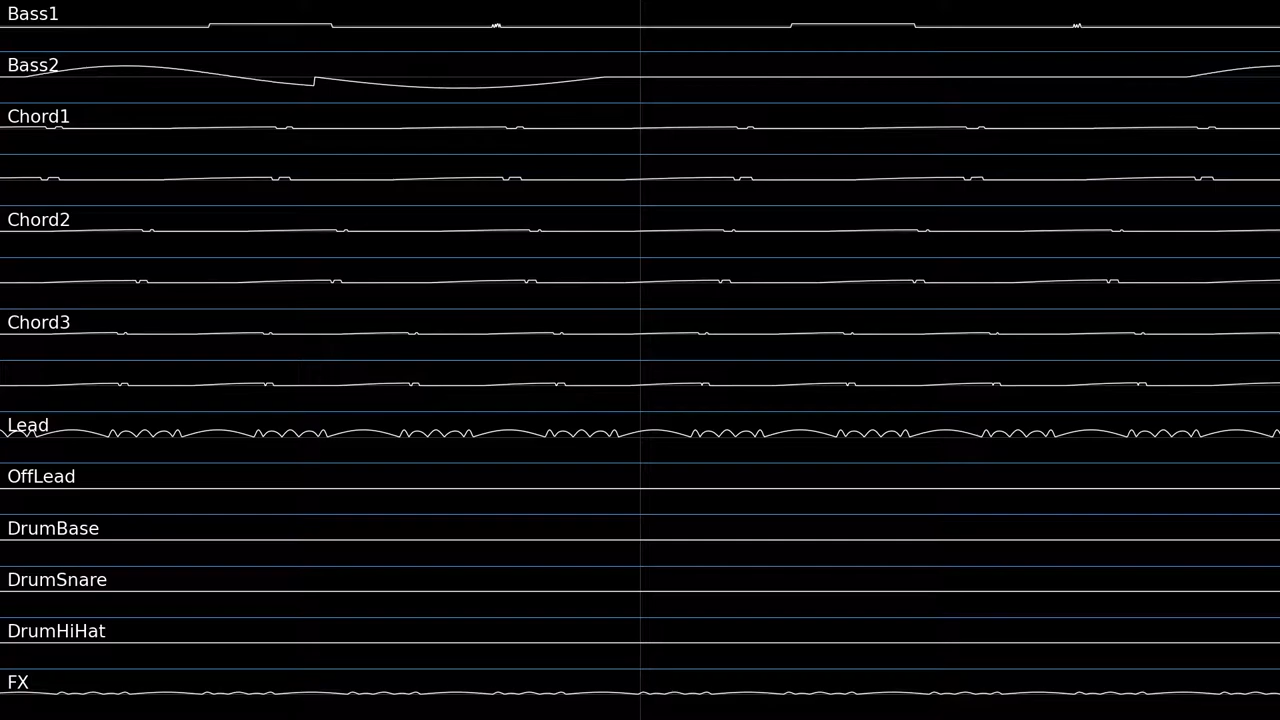 Bass1
Bass2
Chord1
Chord2
Chord3
Lead
OffLead
DrumBase
DrumSnare
DrumHiHat
FX